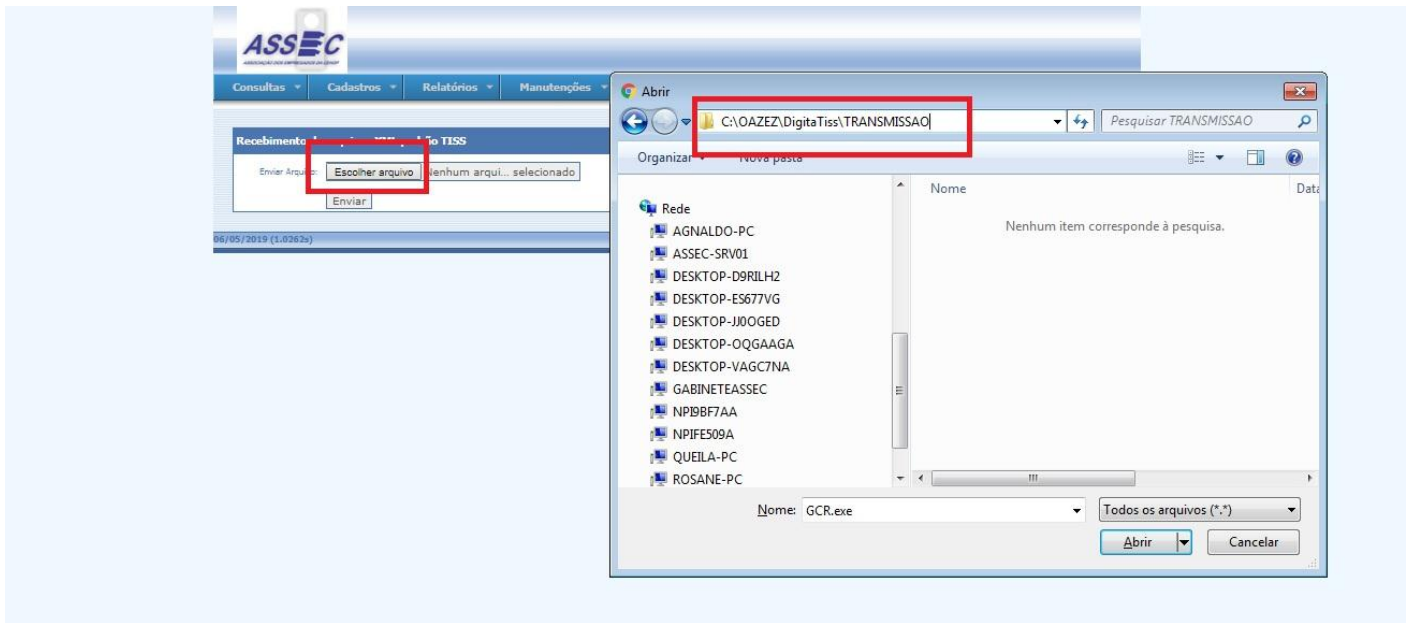 ASSEC
Consultas Cadastros Relatórios Manutenções
Recebimento TISS
Enviar Arquivo: Escolher arquivo Nenhum arqui... selecionado
Enviar
06/05/2019 (1.0262s)
Abrir
C:\OAZEZ\DigitaTiss\TRANSMISSAO
Pesquisar TRANSMISSAO
Organizar Nova pasta
Nome Data
Nenhum item corresponde à pesquisa.
Rede
AGNALDO-PC
ASSEC-SRV01
DESKTOP-D9RILH2
DESKTOP-ES677VG
DESKTOP-JJ0OGED
DESKTOP-OQGAAGA
DESKTOP-VAGC7NA
GABINETEASSEC
NPI9BF7AA
NPIFE509A
QUEILA-PC
ROSANE-PC
Nome: GCR.exe Todos os arquivos (*.*)
Abrir Cancelar